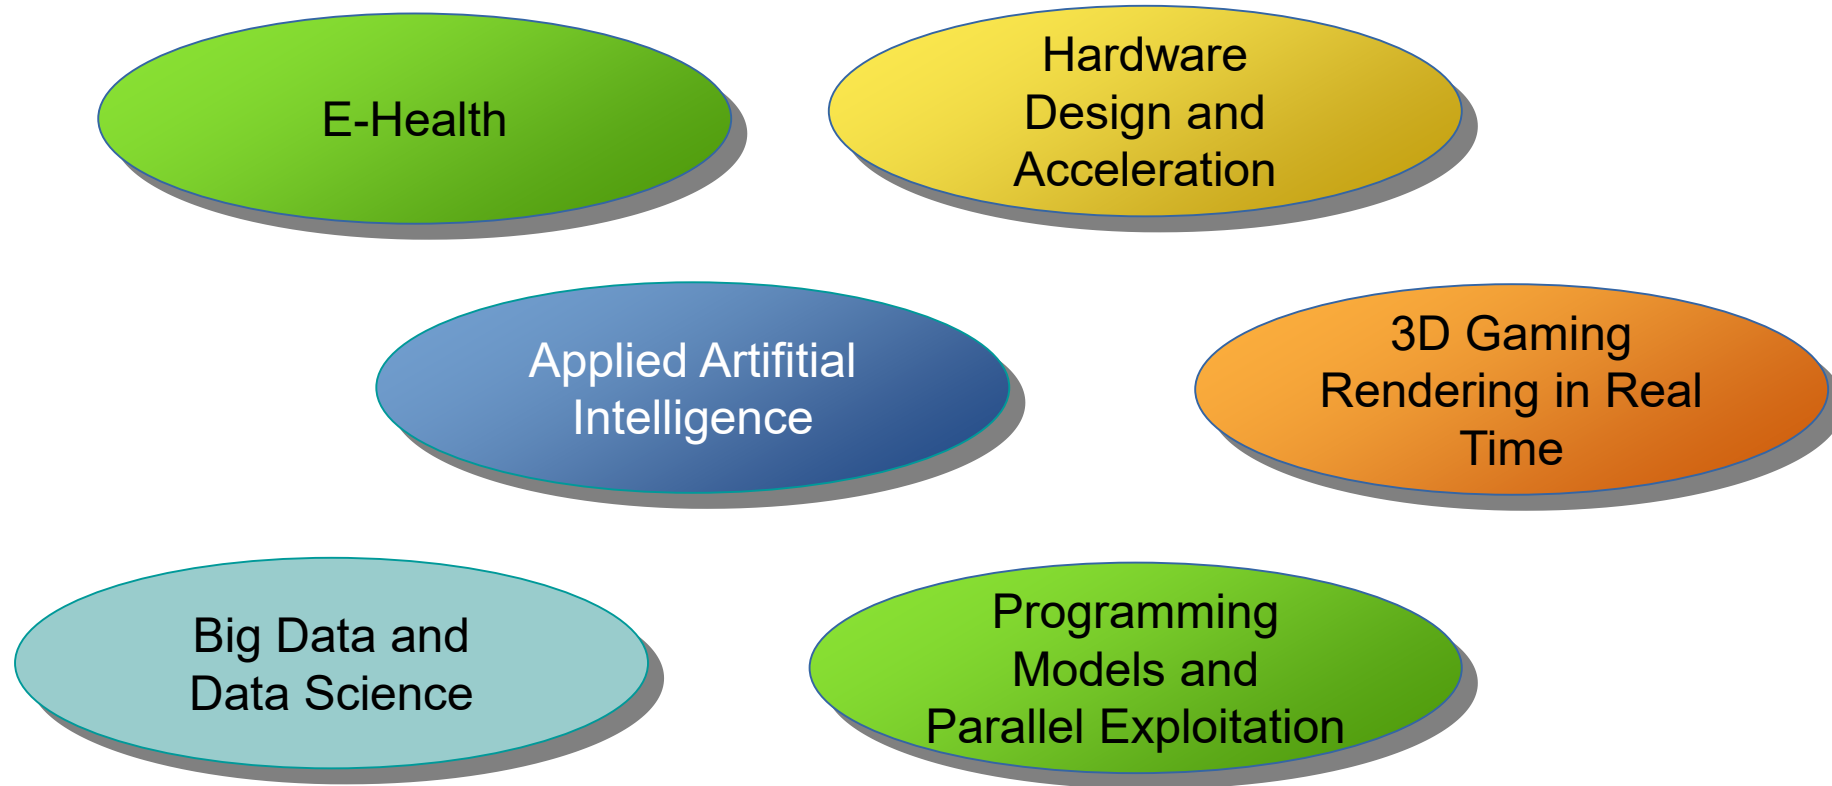 E-Health
Hardware
Design and
Acceleration
Applied Artifitial
Intelligence
3D Gaming
Rendering in Real
Time
Big Data and
Data Science
Programming
Models and
Parallel Exploitation